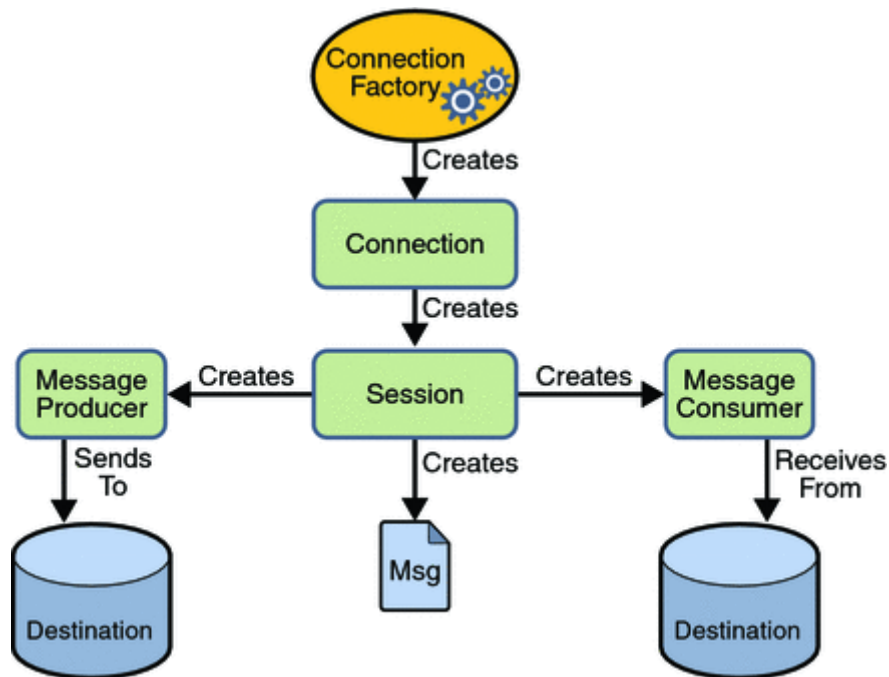 Connection
Factory
Creates
Connection
Creates
Message
Producer
Creates
Session
Creates
Message
Consumer
Sends
To
Creates
Receives
From
Destination
Msg
Destination